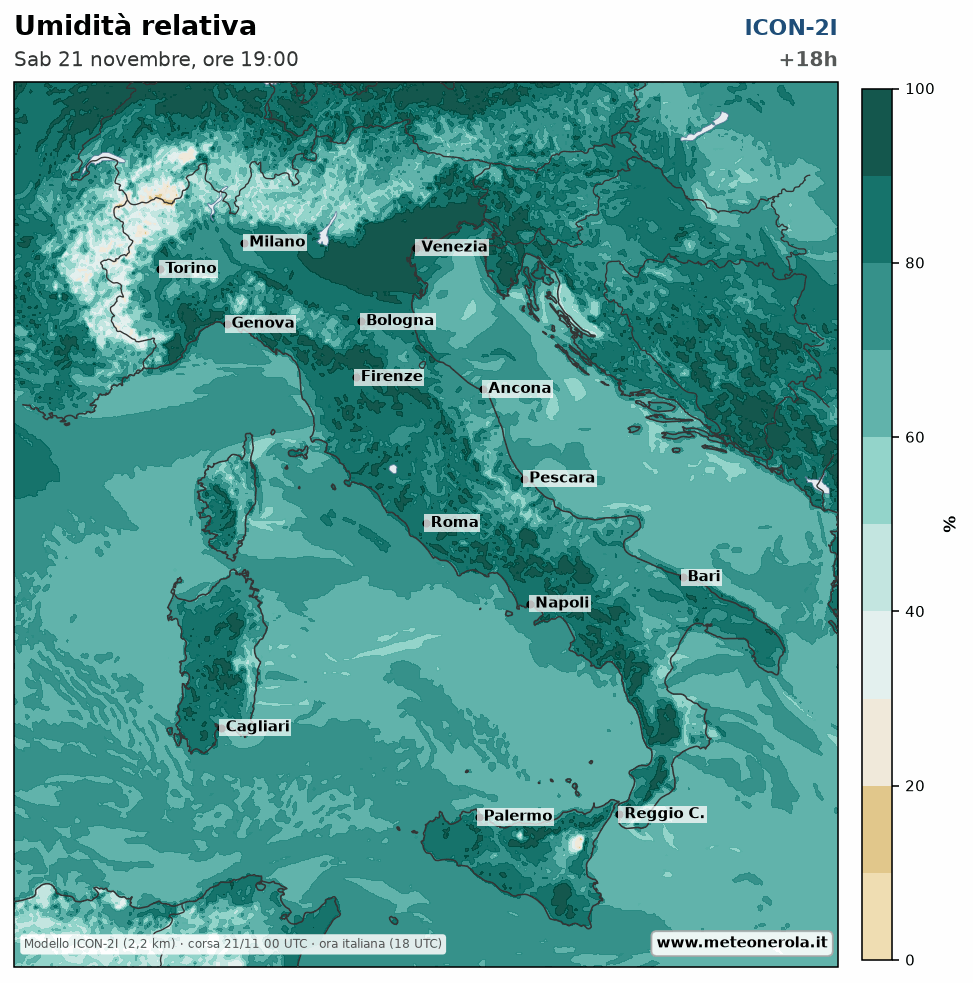 Umidità relativa
ICON-2I
Sab 21 novembre, ore 19:00
+18h
100
80
60
40
20
0
%
Milano
Venezia
Torino
Genova
Bologna
Firenze
Ancona
Pescara
Roma
Bari
Napoli
Cagliari
Palermo
Reggio C.
Modello ICON-2I (2,2 km) · corsa 21/11 00 UTC · ora italiana (18 UTC)
www.meteonerola.it